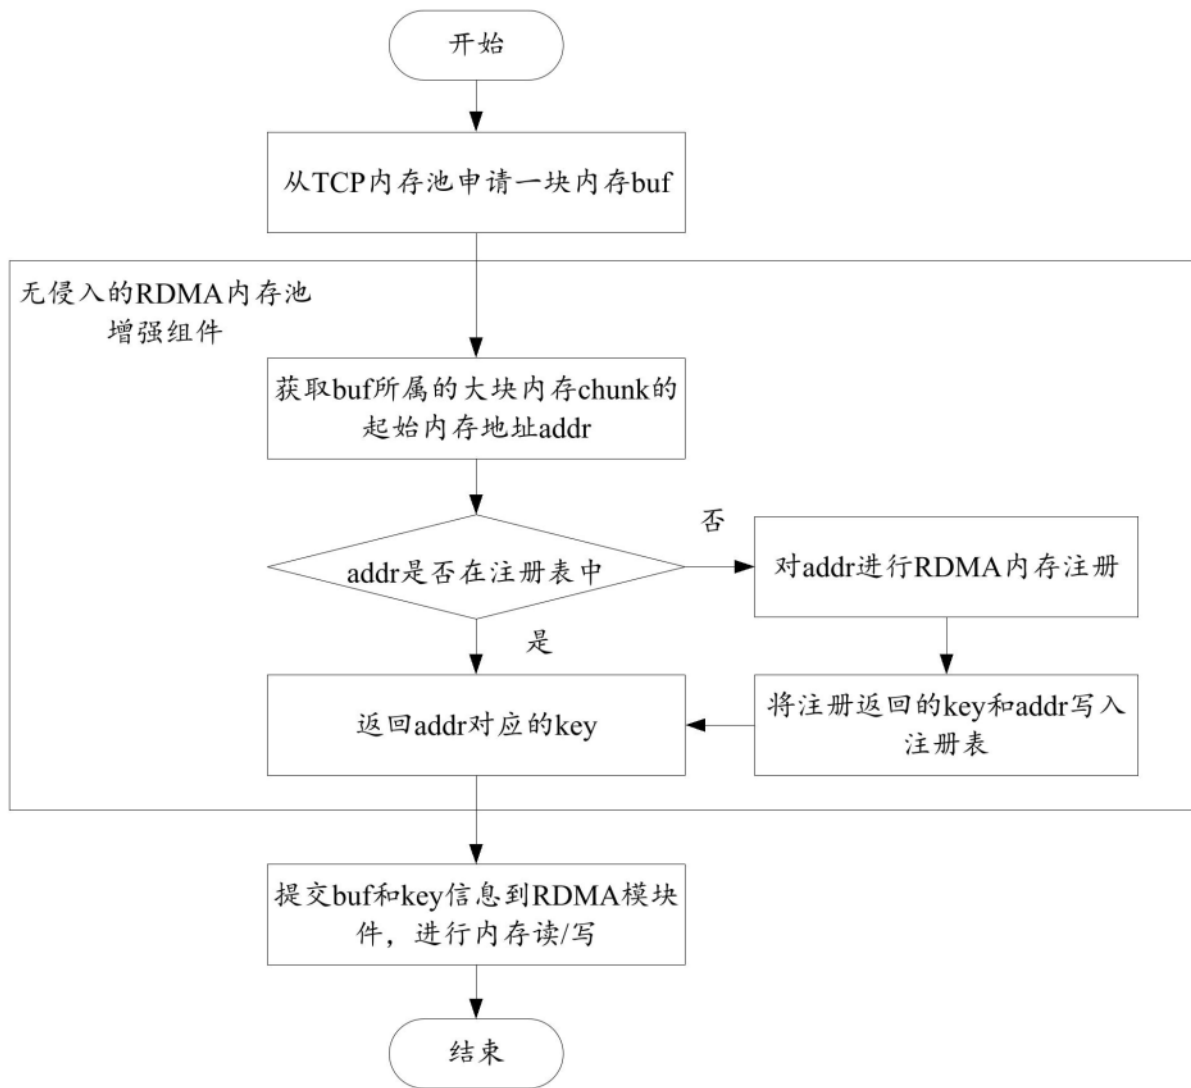 开始
从TCP内存池申请一块内存buf
无侵入的RDMA内存池
增强组件
获取buf所属的大块内存chunk的
起始内存地址addr
addr是否在注册表中
否
对addr进行RDMA内存注册
是
返回addr对应的key
将注册返回的key和addr写入
注册表
提交buf和key信息到RDMA模块
件，进行内存读/写
结束